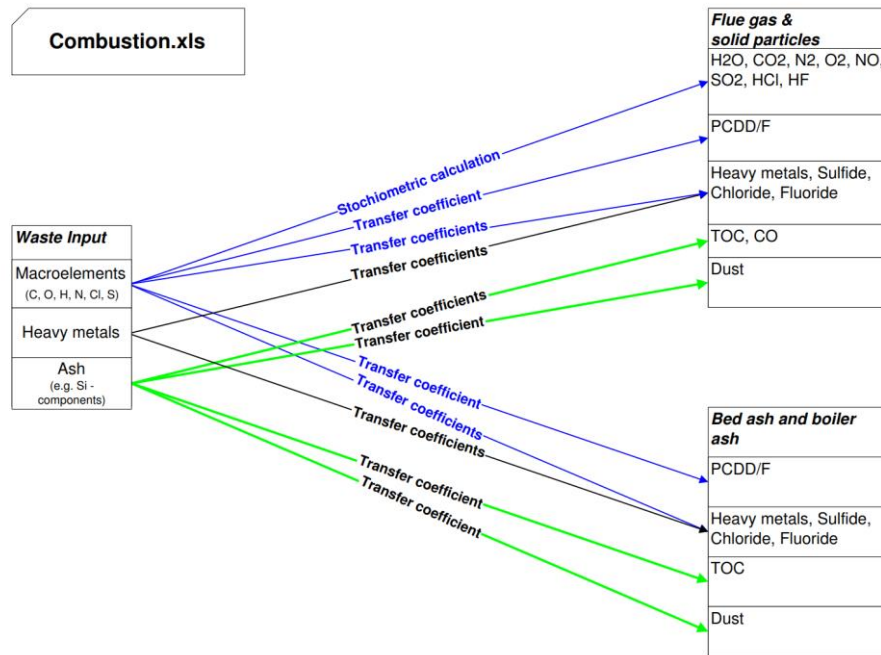 Combustion.xls
Flue gas &
solid particles
H2O, CO2, N2, O2, NO,
SO2, HCl, HF
PCDD/F
Heavy metals, Sulfide,
Chloride, Fluoride
TOC, CO
Dust
Stochiometric calculation
Transfer coefficient
Transfer coefficients
Transfer coefficients
Transfer coefficients
Transfer coefficient
Waste Input
Macroelements
(C, O, H, N, Cl, S)
Heavy metals
Ash
(e.g. Si -
components)
Transfer coefficient
Transfer coefficients
Transfer coefficients
Transfer coefficient
Transfer coefficient
Bed ash and boiler
ash
PCDD/F
Heavy metals, Sulfide,
Chloride, Fluoride
TOC
Dust